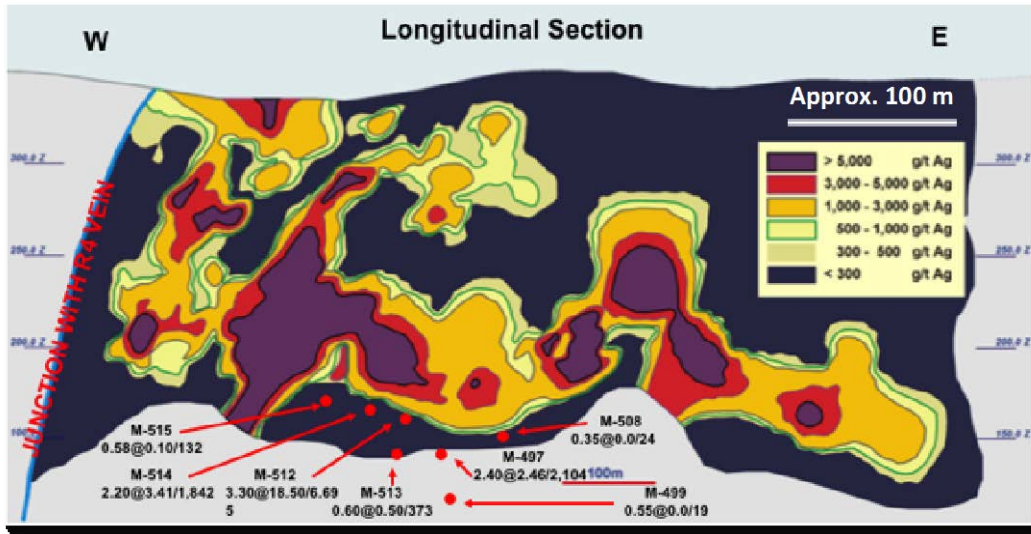 Longitudinal Section
W
E
Approx. 100 m
> 5,000 g/t Ag
3,000 - 5,000 g/t Ag
1,000 - 3,000 g/t Ag
500 - 1,000 g/t Ag
300 - 500 g/t Ag
< 300 g/t Ag
300,0 Z
300,0 Z
250,0 Z
250,0 Z
200,0 Z
200,0 Z
150,0 Z
JUNCTION WITH R4 VEIN
M-515
0.58@0.10/132
M-514
2.20@3.41/1,842
M-512
3.30@18.50/6.69
5
M-513
0.60@0.50/373
M-508
0.35@0.0/24
M-497
2.40@2.46/2,104
100m
M-499
0.55@0.0/19